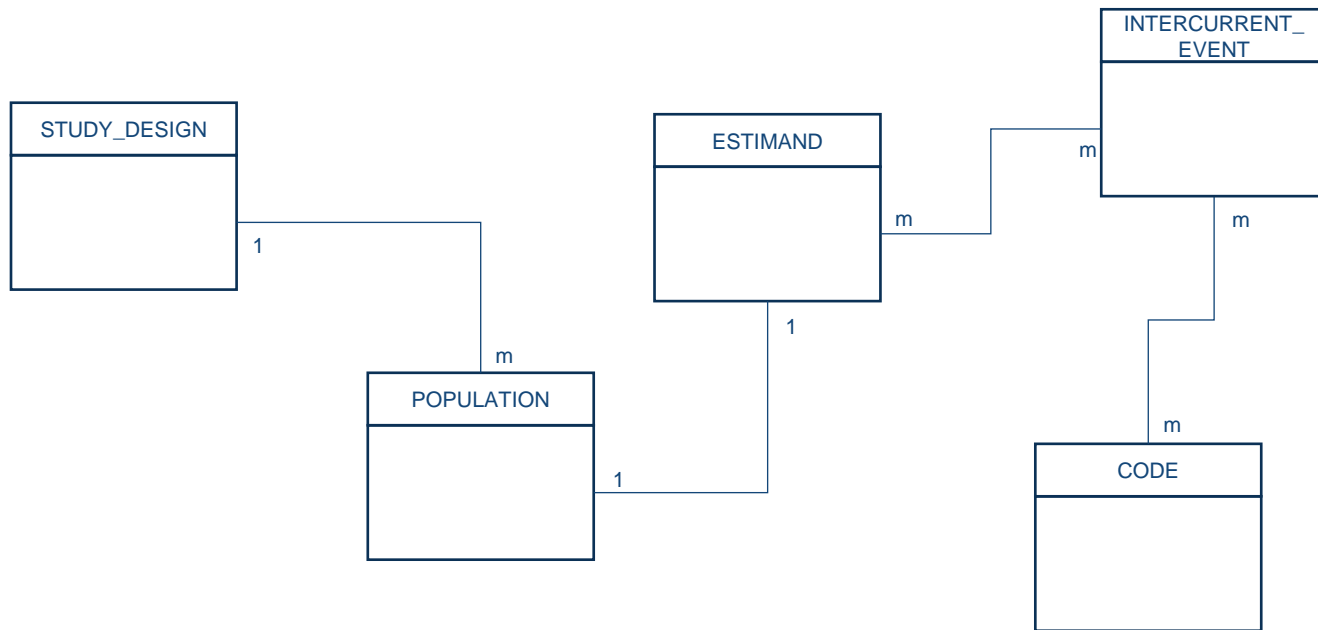 INTERCURRENT_
EVENT
STUDY_DESIGN
ESTIMAND
m
m
m
1
1
m
POPULATION
m
CODE
1